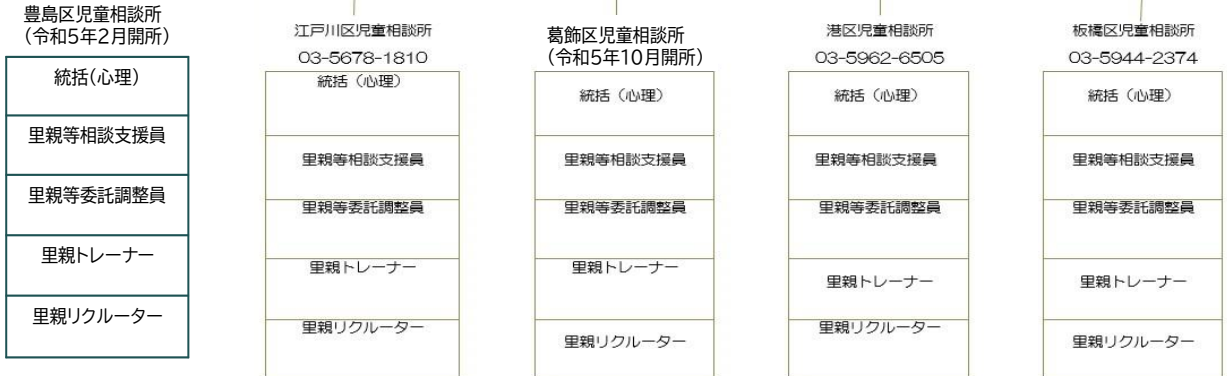 豊島区児童相談所
（令和5年2月開所）
統括(心理)
里親等相談支援員
里親等委託調整員
里親トレーナー
里親リクルーター
江戸川区児童相談所
03-5678-1810
統括（心理）
里親等相談支援員
里親等委託調整員
里親トレーナー
里親リクルーター
葛飾区児童相談所
（令和5年10月開所）
統括（心理）
里親等相談支援員
里親等委託調整員
里親トレーナー
里親リクルーター
港区児童相談所
03-5962-6505
統括（心理）
里親等相談支援員
里親等委託調整員
里親トレーナー
里親リクルーター
板橋区児童相談所
03-5944-2374
統括（心理）
里親等相談支援員
里親等委託調整員
里親トレーナー
里親リクルーター